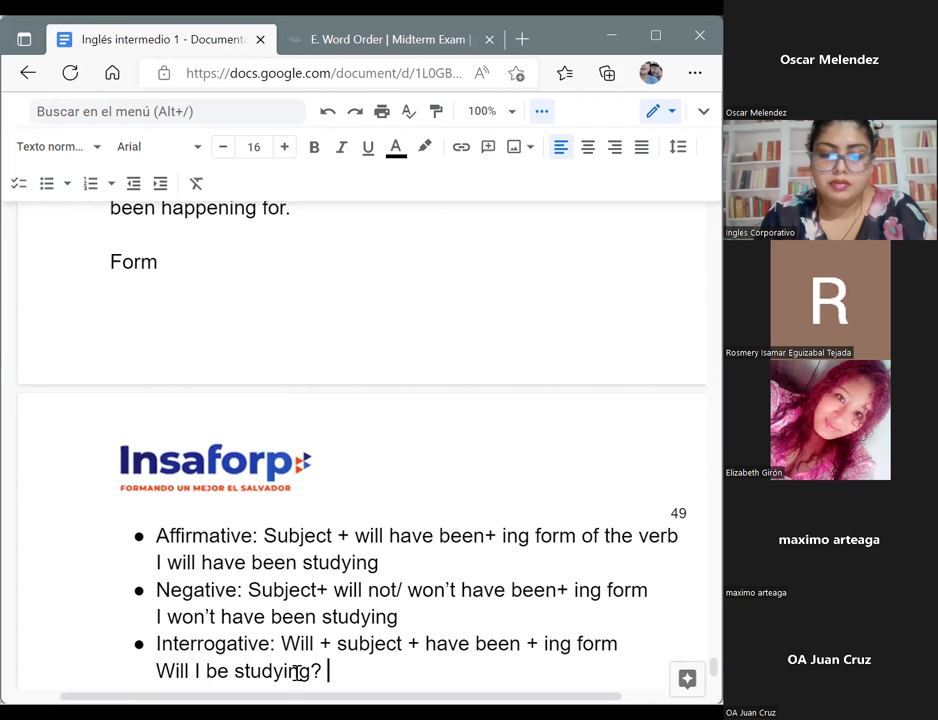 Inglés intermedio 1 - Documento
E. Word Order | Midterm Exam |
https://docs.google.com/document/d/1L0GB...
Buscar en el menú (Alt+/)
100%
Texto norm...
Arial
16
been happening for.
Form
Insaforp
FORMANDO UN MEJOR EL SALVADOR
49
● Affirmative: Subject + will have been+ ing form of the verb
I will have been studying
● Negative: Subject+ will not/ won't have been+ ing form
I won't have been studying
● Interrogative: Will + subject + have been + ing form
Will I be studying?
Oscar Melendez
Oscar Melendez
Ingles Corporativo
R
Rosmery Isamar Eguizabal Tejada
Elizabeth Girón
maximo arteaga
maximo arteaga
OA Juan Cruz
OA Juan Cruz